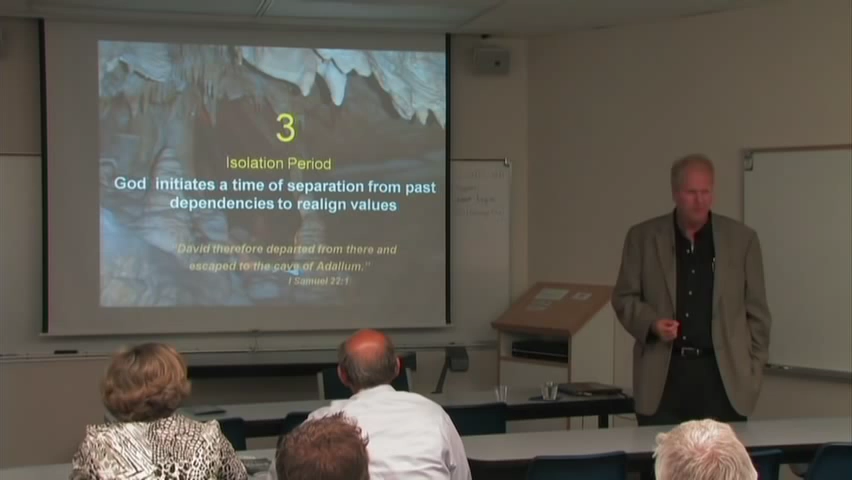 3
Isolation Period
God initiates a time of separation from past
dependencies to realign values
"David therefore departed from there and
escaped to the cave of Adallum."
I Samuel 22:1